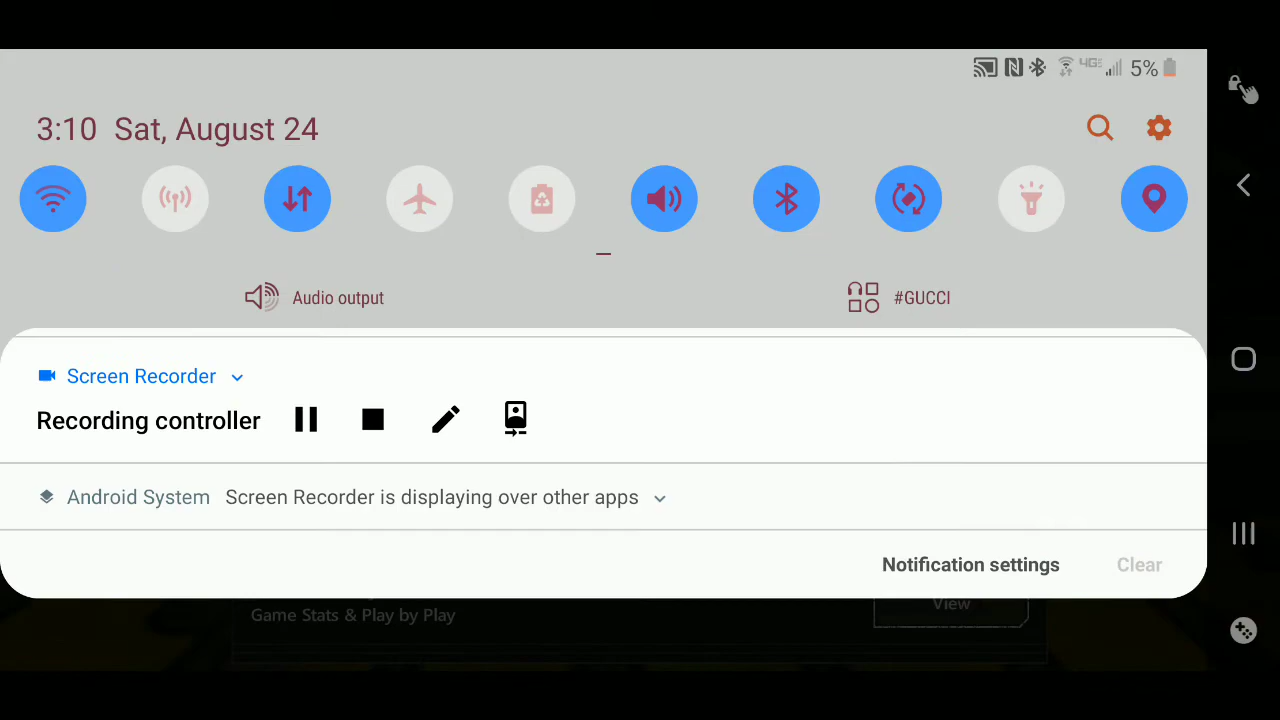 4GE 5%
3:10 Sat, August 24
Audio output #GUCCI
Screen Recorder
Recording controller
Android System Screen Recorder is displaying over other apps
Notification settings Clear
Game Stats & Play by Play View